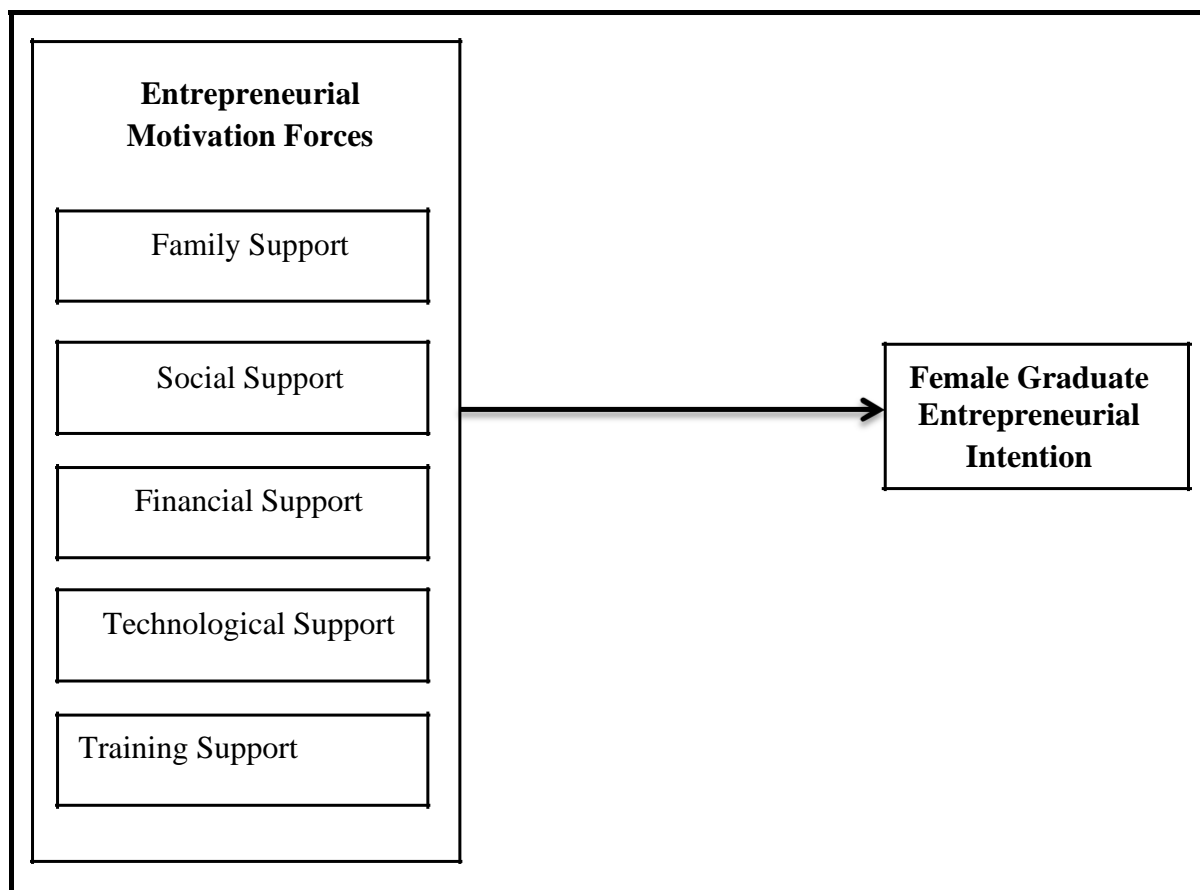 Entrepreneurial
Motivation Forces
Family Support
Social Support
Financial Support
Technological Support
Training Support
Female Graduate
Entrepreneurial
Intention